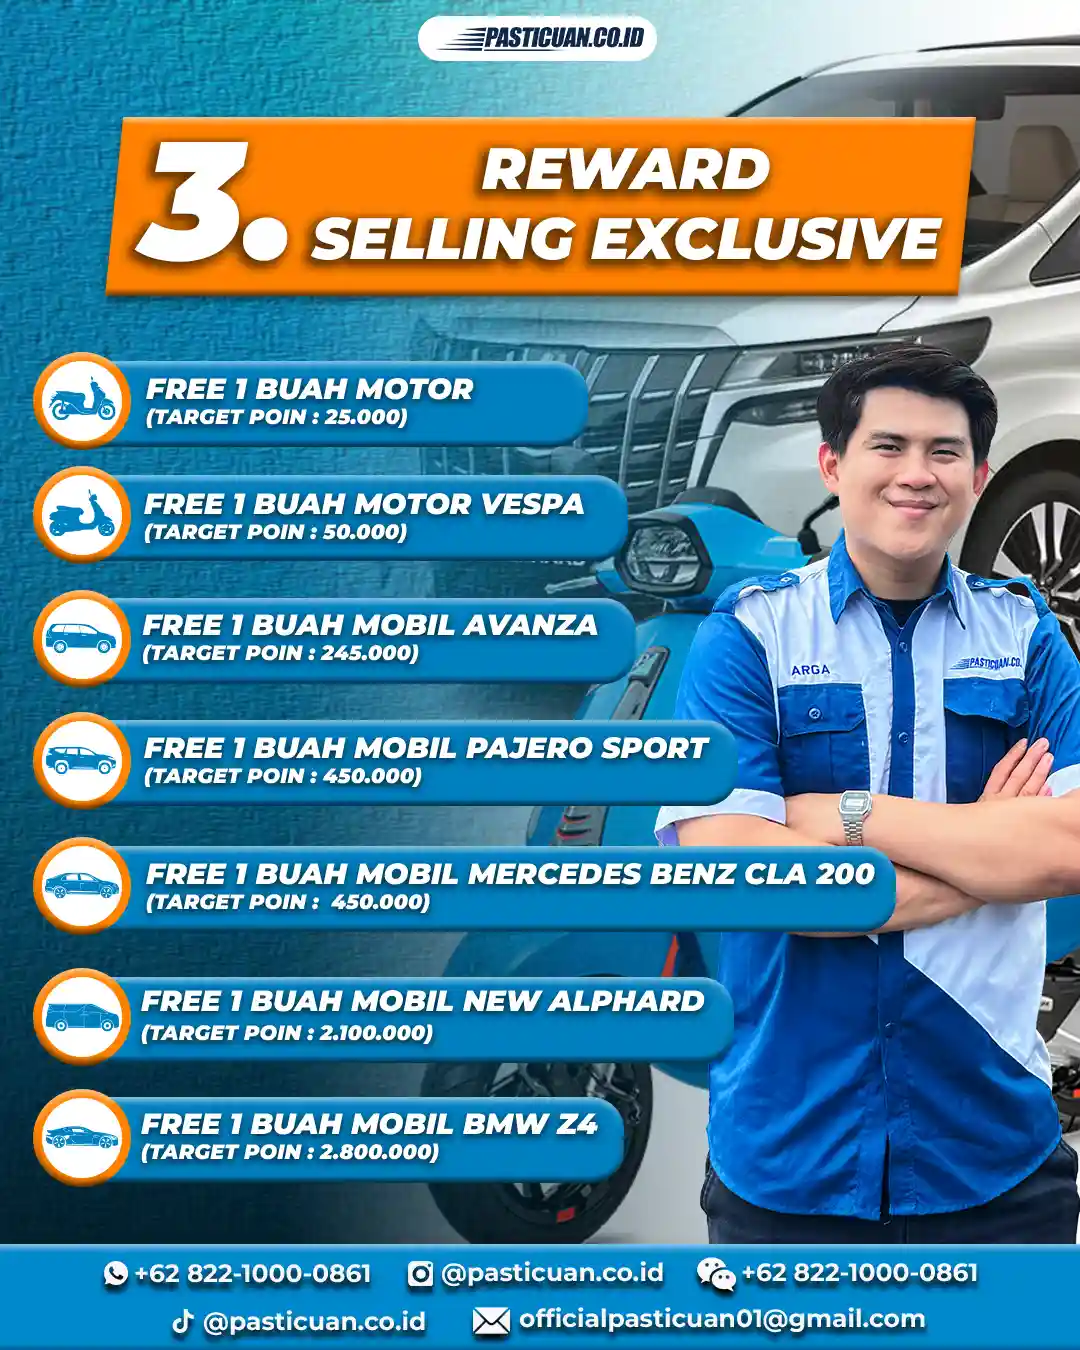 PASTICUAN.CO.ID
3.
REWARD
SELLING EXCLUSIVE
FREE 1 BUAH MOTOR
(TARGET POIN : 25.000)
FREE 1 BUAH MOTOR VESPA
(TARGET POIN : 50.000)
FREE 1 BUAH MOBIL AVANZA
(TARGET POIN : 245.000)
FREE 1 BUAH MOBIL PAJERO SPORT
(TARGET POIN : 450.000)
FREE 1 BUAH MOBIL MERCEDES BENZ CLA 200
(TARGET POIN :  450.000)
FREE 1 BUAH MOBIL NEW ALPHARD
(TARGET POIN : 2.100.000)
FREE 1 BUAH MOBIL BMW Z4
(TARGET POIN : 2.800.000)
ARGA
PASTICUAN.CO.
+62 822-1000-0861 @pasticuan.co.id +62 822-1000-0861
@pasticuan.co.id officialpasticuan01@gmail.com